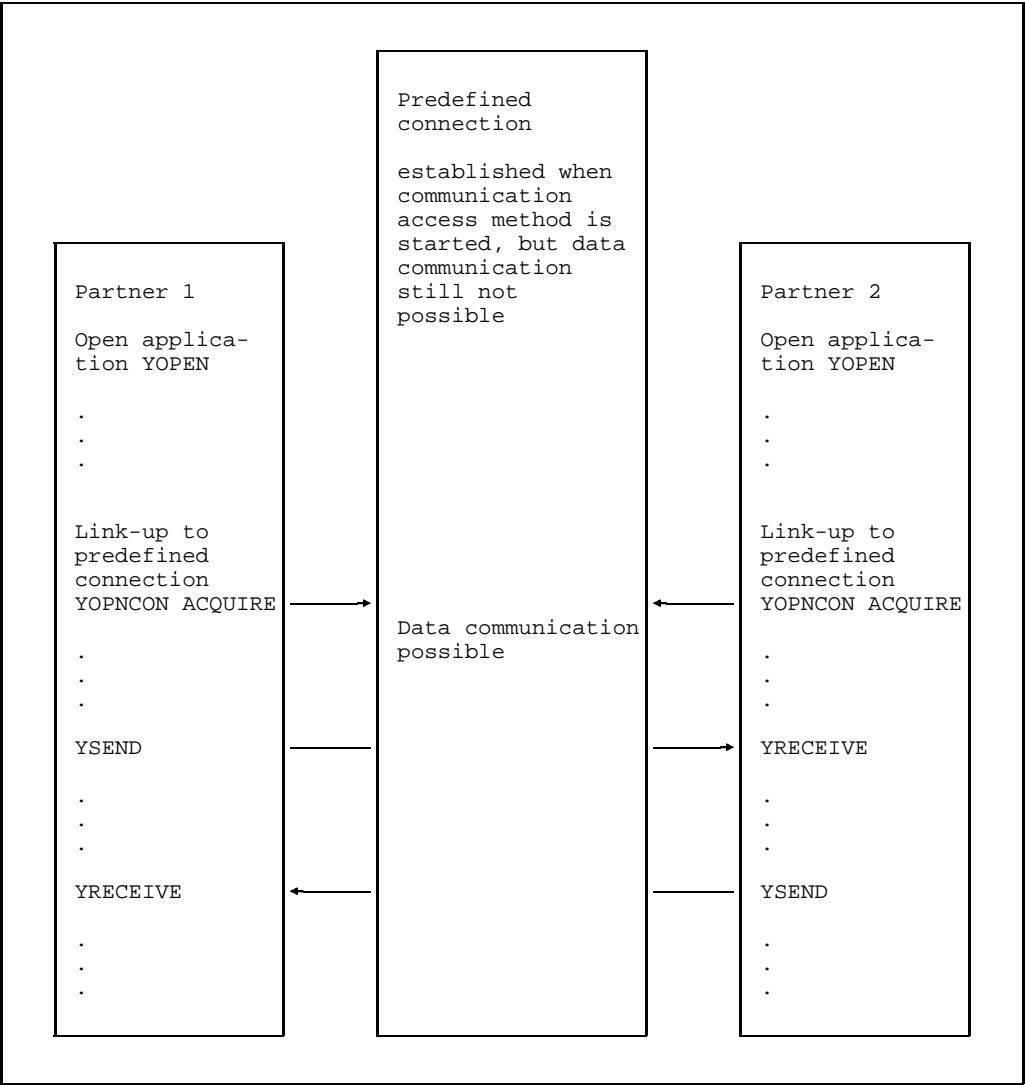 Predefined
connection
established when
communication
access method is
started, but data
communication
still not
possible
Data communication
possible
Partner 1
Open applica-
tion YOPEN
.
.
.
Link-up to
predefined
connection
YOPNCON ACQUIRE
.
.
.
YSEND
.
.
.
YRECEIVE
.
.
.
Partner 2
Open applica-
tion YOPEN
.
.
.
Link-up to
predefined
connection
YOPNCON ACQUIRE
.
.
.
YRECEIVE
.
.
.
YSEND
.
.
.